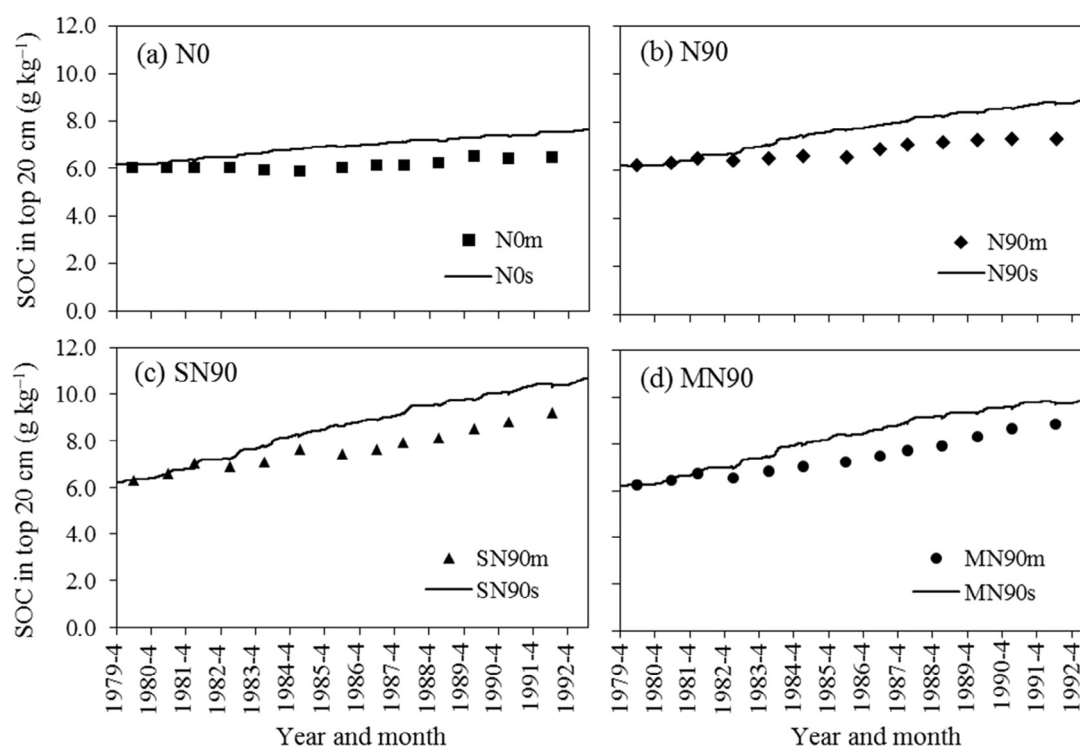 SOC in top 20 cm (g kg⁻¹)
12.0
10.0
8.0
6.0
4.0
2.0
0.0
(a) N0
N0m
N0s
(b) N90
N90m
N90s
SOC in top 20 cm (g kg⁻¹)
12.0
10.0
8.0
6.0
4.0
2.0
0.0
(c) SN90
SN90m
SN90s
(d) MN90
MN90m
MN90s
1979-4
1980-4
1981-4
1982-4
1983-4
1984-4
1985-4
1986-4
1987-4
1988-4
1989-4
1990-4
1991-4
1992-4
1979-4
1980-4
1981-4
1982-4
1983-4
1984-4
1985-4
1986-4
1987-4
1988-4
1989-4
1990-4
1991-4
1992-4
Year and month
Year and month